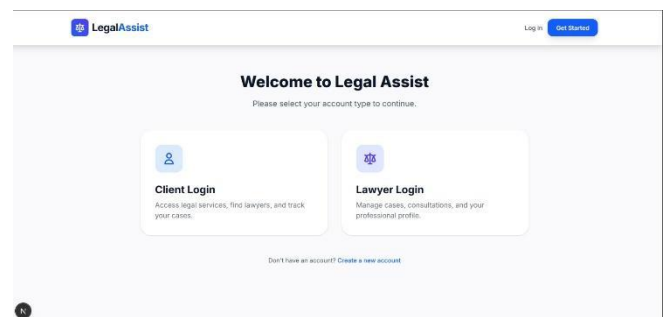 LegalAssist
Log In
Get Started
Welcome to Legal Assist
Please select your account type to continue.
Client Login
Access legal services, find lawyers, and track
your cases.
Lawyer Login
Manage cases, consultations, and your
professional profile.
Don't have an account? Create a new account
N